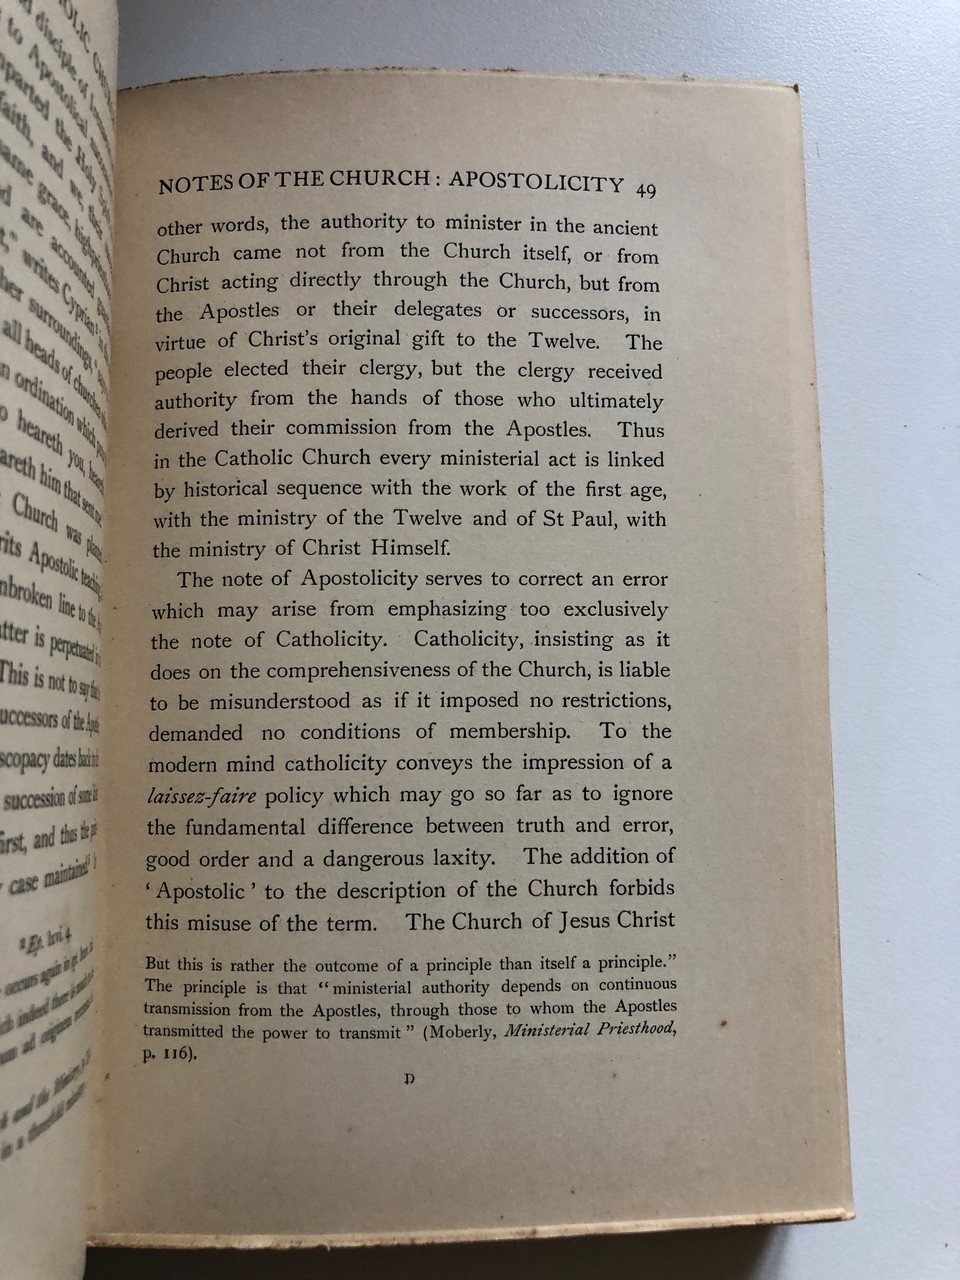 NOTES OF THE CHURCH: APOSTOLICITY 49
other words, the authority to minister in the ancient
Church came not from the Church itself, or from
Christ acting directly through the Church, but from
the Apostles or their delegates or successors, in
virtue of Christ's original gift to the Twelve. The
people elected their clergy, but the clergy received
authority from the hands of those who ultimately
derived their commission from the Apostles. Thus
in the Catholic Church every ministerial act is linked
by historical sequence with the work of the first age,
with the ministry of the Twelve and of St Paul, with
the ministry of Christ Himself.
The note of Apostolicity serves to correct an error
which may arise from emphasizing too exclusively
the note of Catholicity. Catholicity, insisting as it
does on the comprehensiveness of the Church, is liable
to be misunderstood as if it imposed no restrictions,
demanded no conditions of membership. To the
modern mind catholicity conveys the impression of a
laissez-faire policy which may go so far as to ignore
the fundamental difference between truth and error,
good order and a dangerous laxity. The addition of
‘Apostolic’ to the description of the Church forbids
this misuse of the term. The Church of Jesus Christ
But this is rather the outcome of a principle than itself a principle.”
The principle is that “ministerial authority depends on continuous
transmission from the Apostles, through those to whom the Apostles
transmitted the power to transmit” (Moberly, Ministerial Priesthood,
p. 116).
D